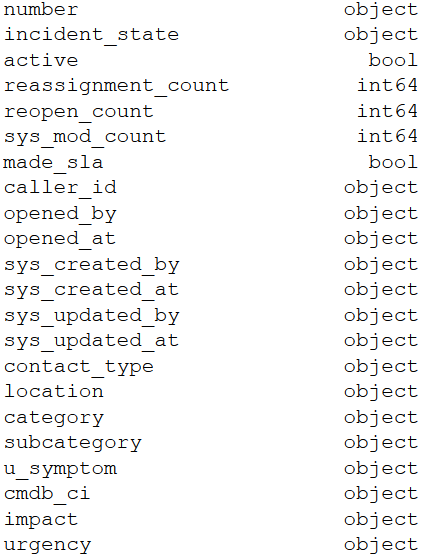 number object
incident_state object
active bool
reassignment_count int64
reopen_count int64
sys_mod_count int64
made_sla bool
caller_id object
opened_by object
opened_at object
sys_created_by object
sys_created_at object
sys_updated_by object
sys_updated_at object
contact_type object
location object
category object
subcategory object
u_symptom object
cmdb_ci object
impact object
urgency object